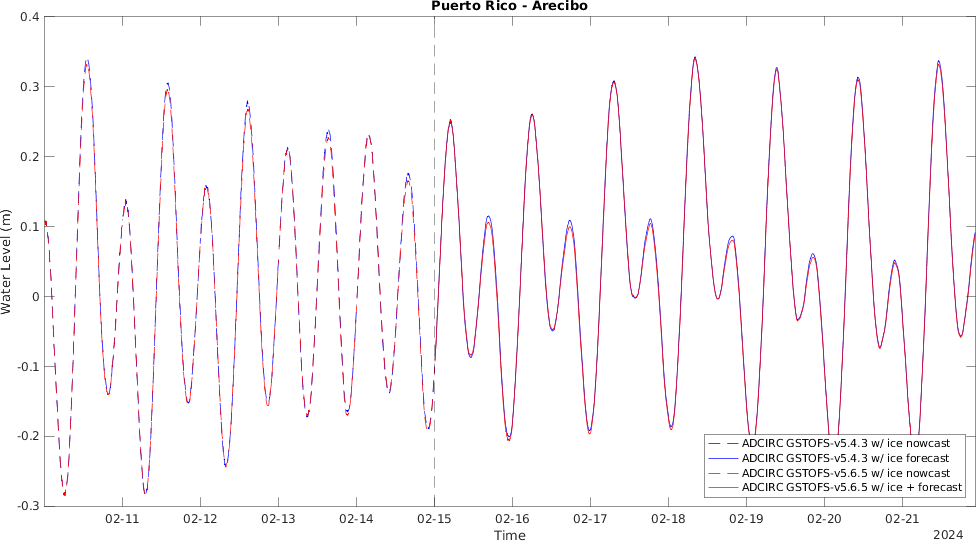 Puerto Rico - Arecibo
0.4
0.3
0.2
0.1
0
-0.1
-0.2
-0.3
Water Level (m)
ADCIRC GSTOFS-v5.4.3 w/ ice nowcast
ADCIRC GSTOFS-v5.4.3 w/ ice forecast
ADCIRC GSTOFS-v5.6.5 w/ ice nowcast
ADCIRC GSTOFS-v5.6.5 w/ ice + forecast
02-11 02-12 02-13 02-14 02-15 02-16 02-17 02-18 02-19 02-20 02-21
Time
2024